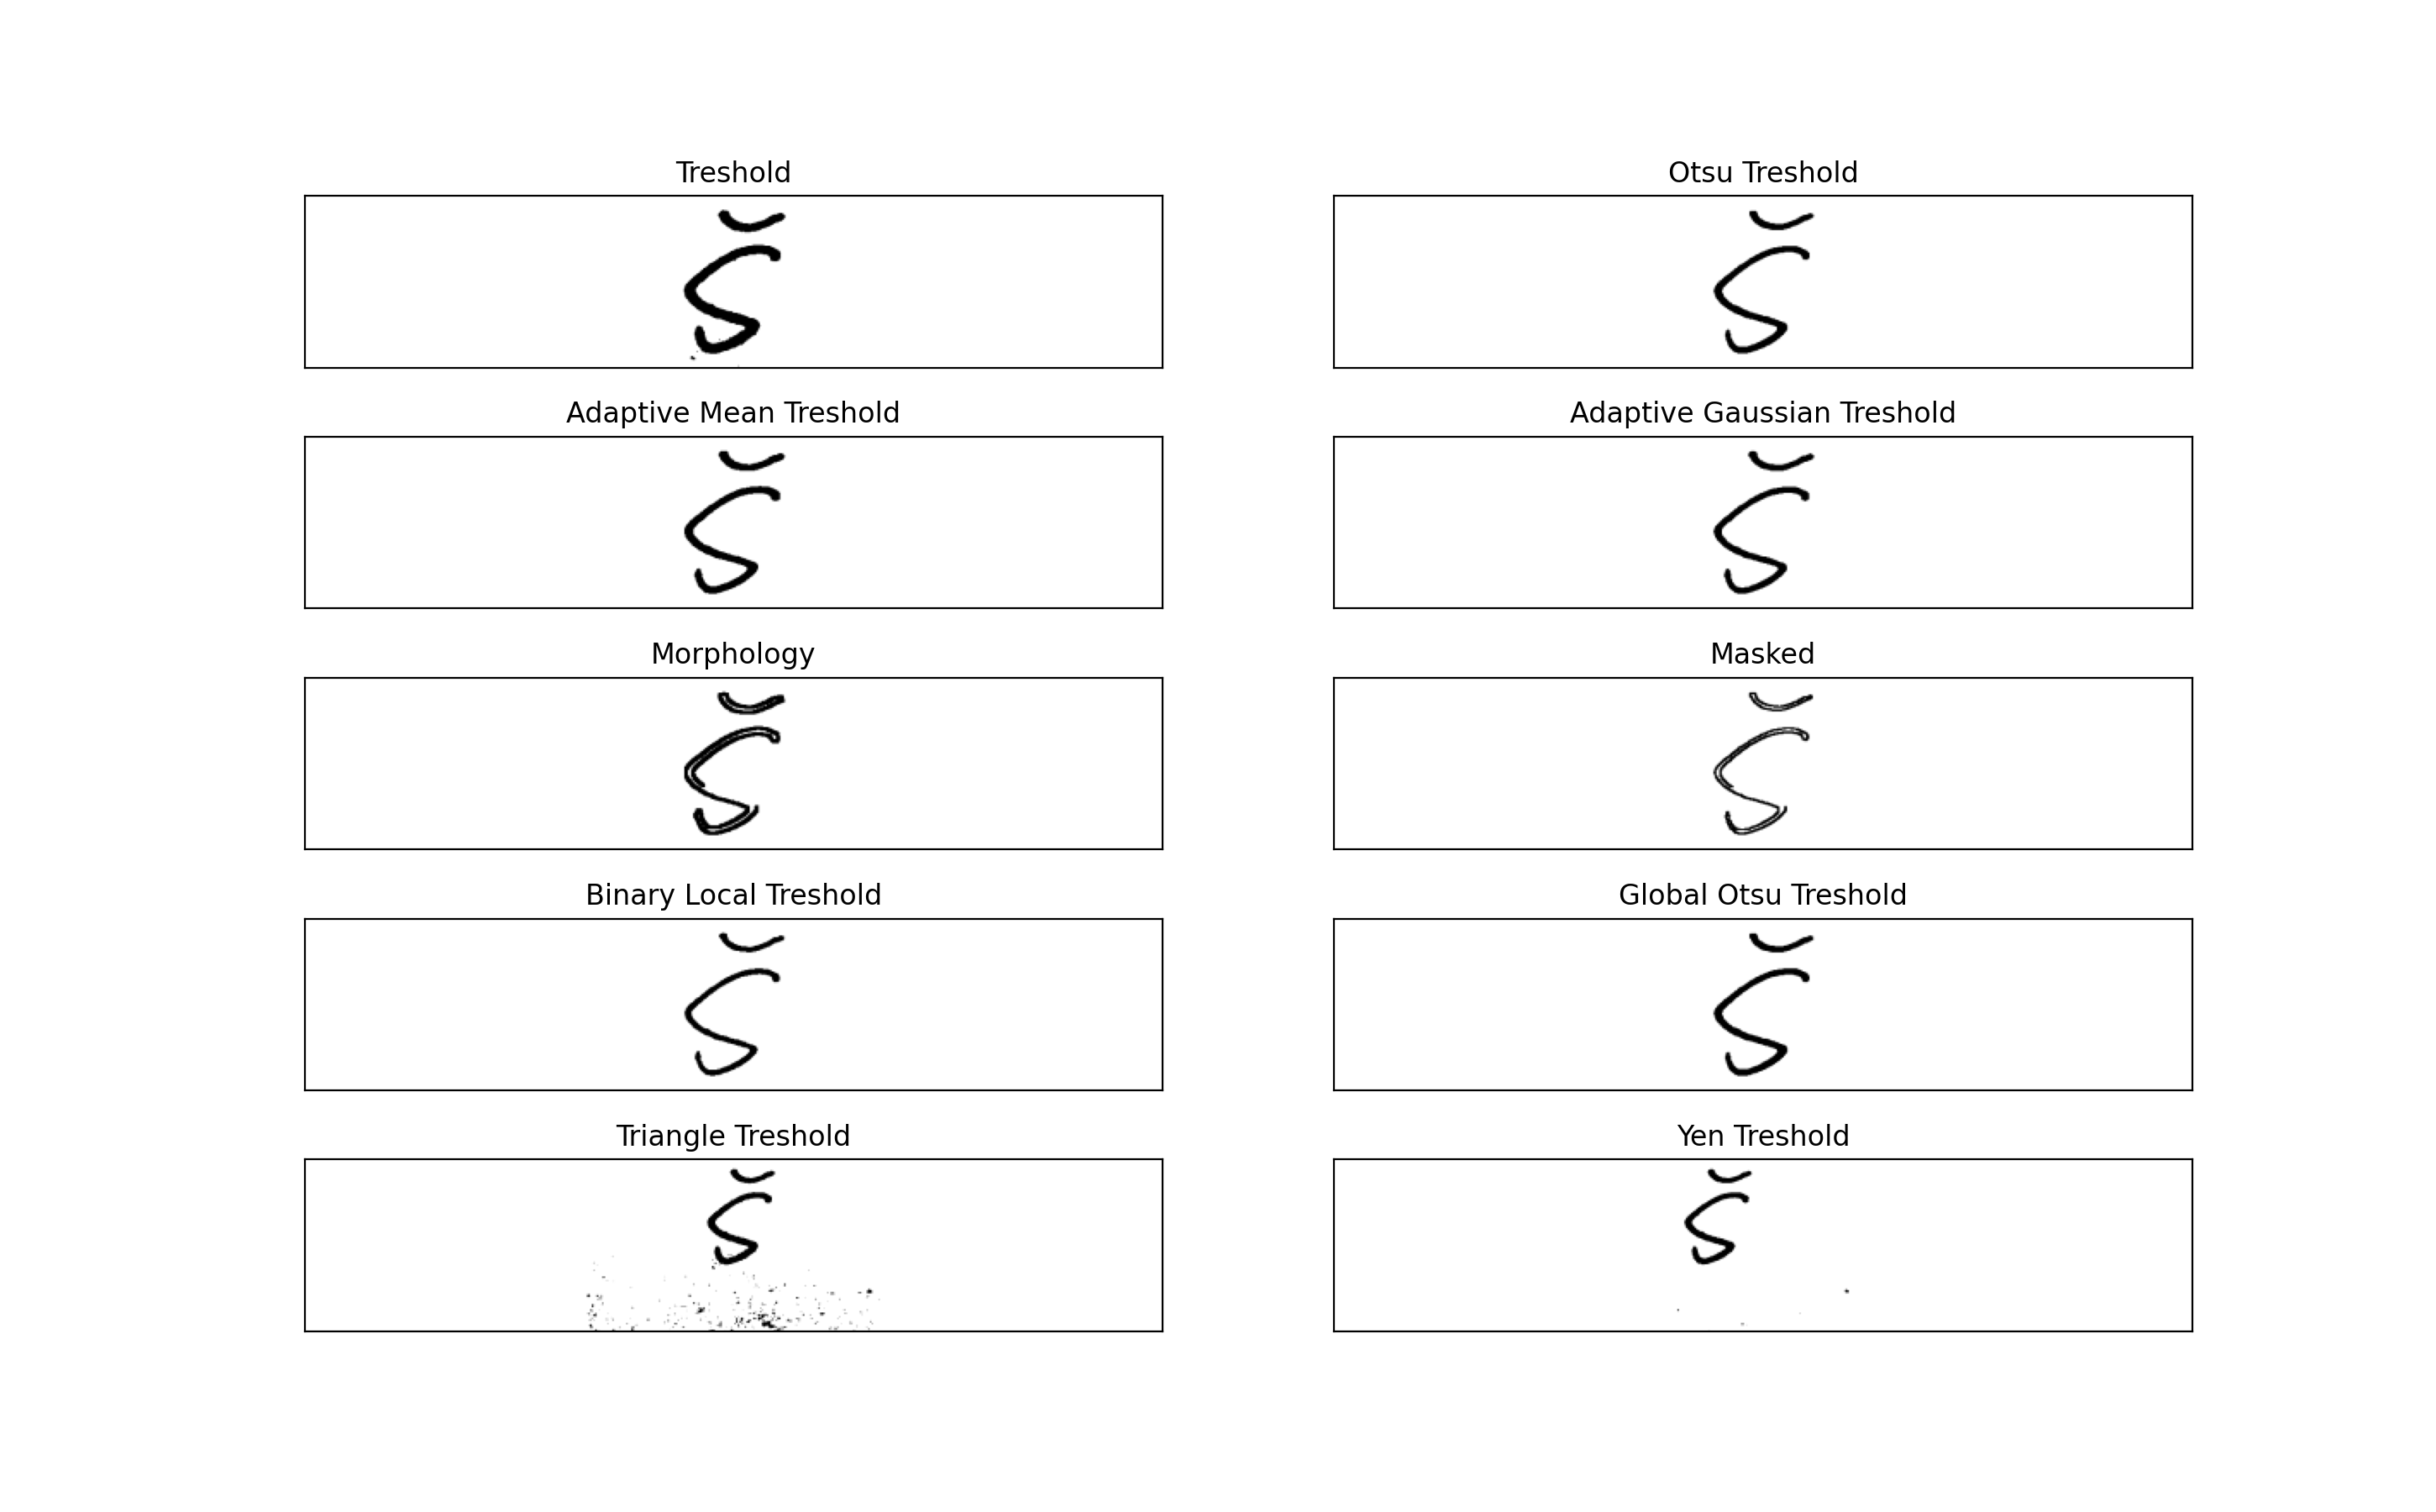 Treshold Otsu Treshold
š š
Adaptive Mean Treshold Adaptive Gaussian Treshold
š š
Morphology Masked
š š
Binary Local Treshold Global Otsu Treshold
š š
Triangle Treshold Yen Treshold
š š